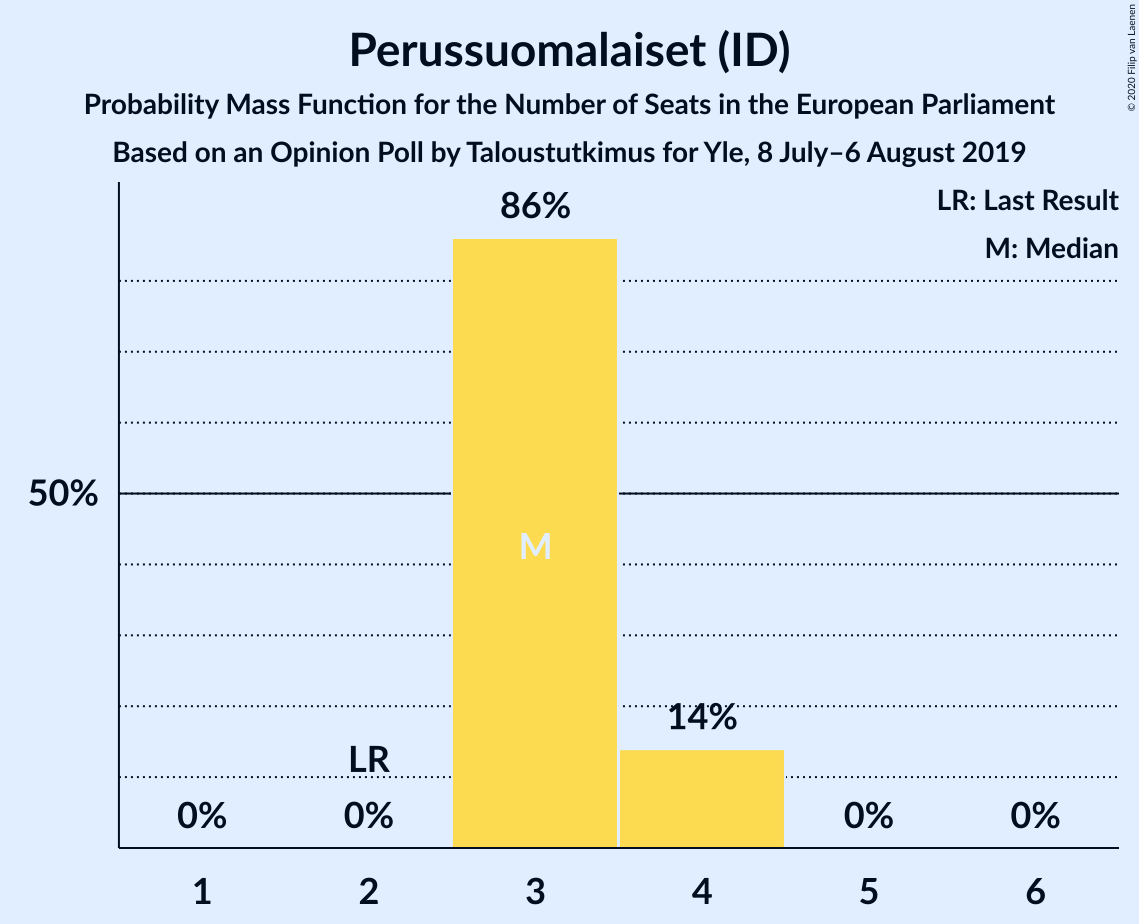 Perussuomalaiset (ID)
Probability Mass Function for the Number of Seats in the European Parliament
Based on an Opinion Poll by Taloustutkimus for Yle, 8 July–6 August 2019
© 2020 Filip van Laenen
LR: Last Result
M: Median
86%
50%
M
14%
LR
0%
0%
0%
0%
1
2
3
4
5
6